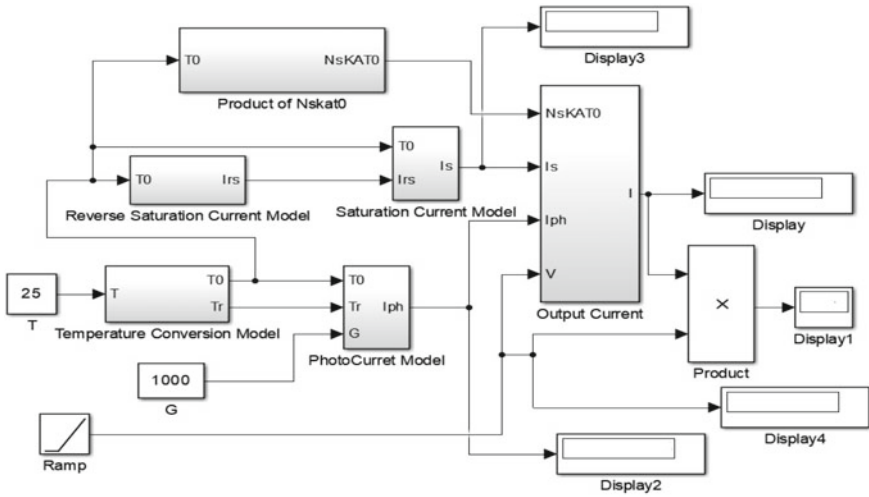 Display3
T0 NsKAT0
Product of Nskat0
NsKAT0
Is
Iph
V
I
Output Current
T0
Irs
Is
Saturation Current Model
T0 Irs
Reverse Saturation Current Model
Display
25
T
T
T0
Tr
Temperature Conversion Model
T0
Tr
G
Iph
PhotoCurret Model
×
Product
Display1
1000
G
Display4
Ramp
Display2